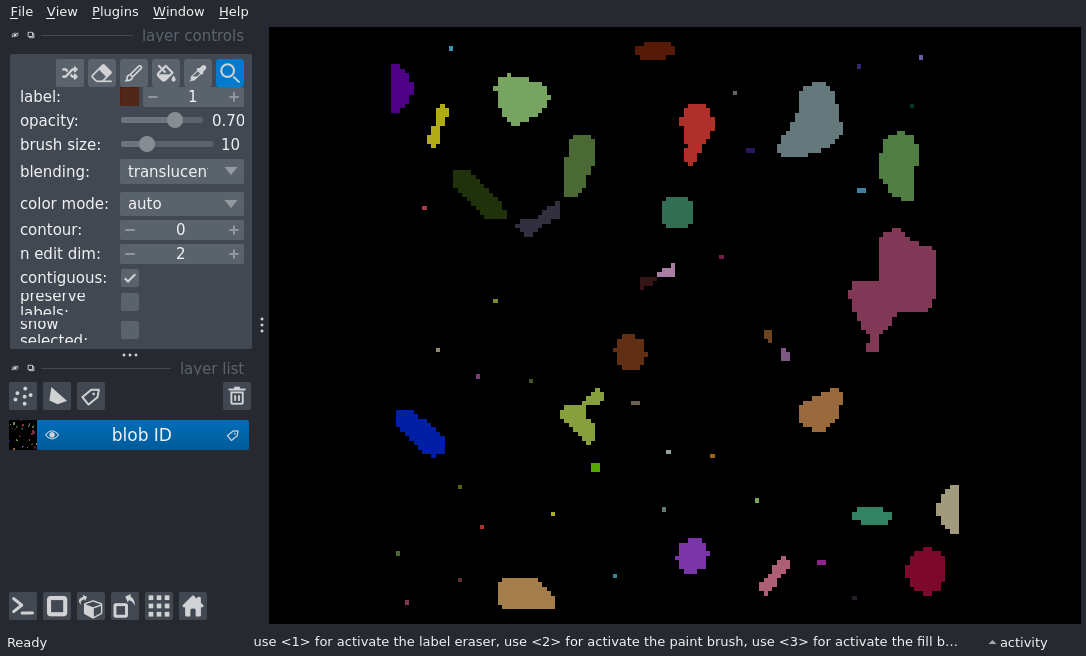 File View Plugins Window Help
layer controls
label: 1
opacity: 0.70
brush size: 10
blending: translucen
color mode: auto
contour: 0
n edit dim: 2
contiguous:
preserve
labels:
show
selected:
layer list
blob ID
Ready
use <1> for activate the label eraser, use <2> for activate the paint brush, use <3> for activate the fill b...
activity